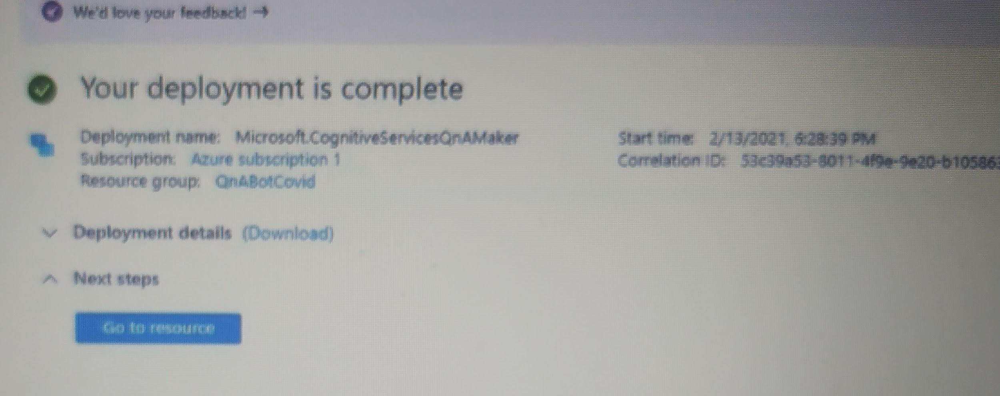 We'd love your feedback! →
Your deployment is complete
Deployment name: Microsoft.CognitiveServicesQnAMaker
Start time: 2/13/2021, 6:28:39 PM
Subscription: Azure subscription 1
Correlation ID: 53c39a53-8011-4f9e-9e20-b105863
Resource group: QnABotCovid
Deployment details (Download)
Next steps
Go to resource